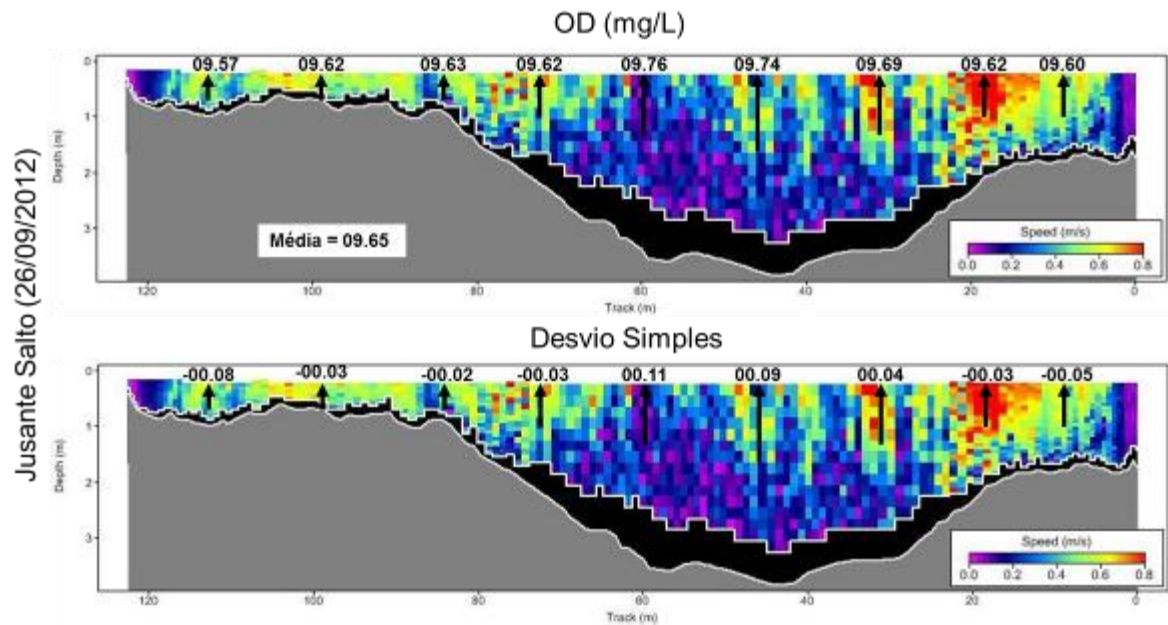 OD (mg/L)
09.57 09.62 09.63 09.62 09.76 09.74 09.69 09.62 09.60
0
1
2
3
Depth (m)
Média = 09.65
Speed (m/s)
0.0 0.2 0.4 0.6 0.8
120 100 80 60 40 20 0
Track (m)
Jusante Salto (26/09/2012)
Desvio Simples
-00.08 -00.03 -00.02 -00.03 00.11 00.09 00.04 -00.03 -00.05
0
1
2
3
Depth (m)
Speed (m/s)
0.0 0.2 0.4 0.6 0.8
120 100 80 60 40 20 0
Track (m)